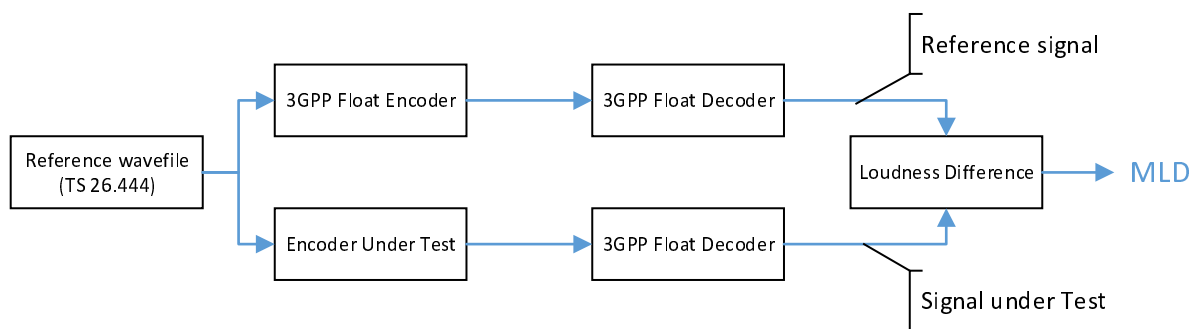 Reference signal
3GPP Float Encoder
3GPP Float Decoder
Reference wavefile
(TS 26.444)
Loudness Difference
MLD
Encoder Under Test
3GPP Float Decoder
Signal under Test